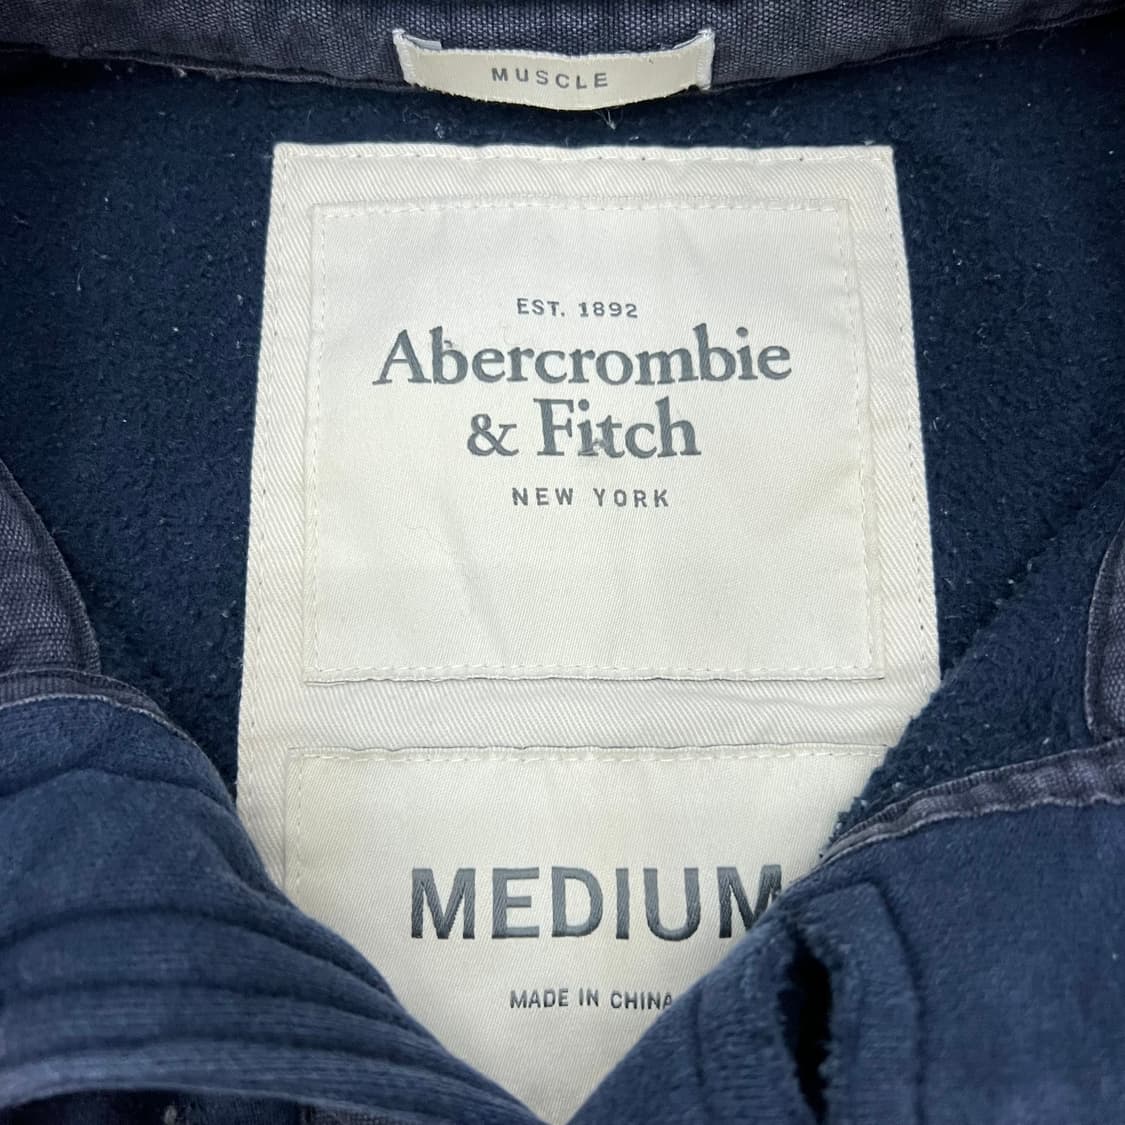 MUSCLE
EST. 1892
Abercrombie
& Fitch
NEW YORK
MEDIUM
MADE IN CHINA